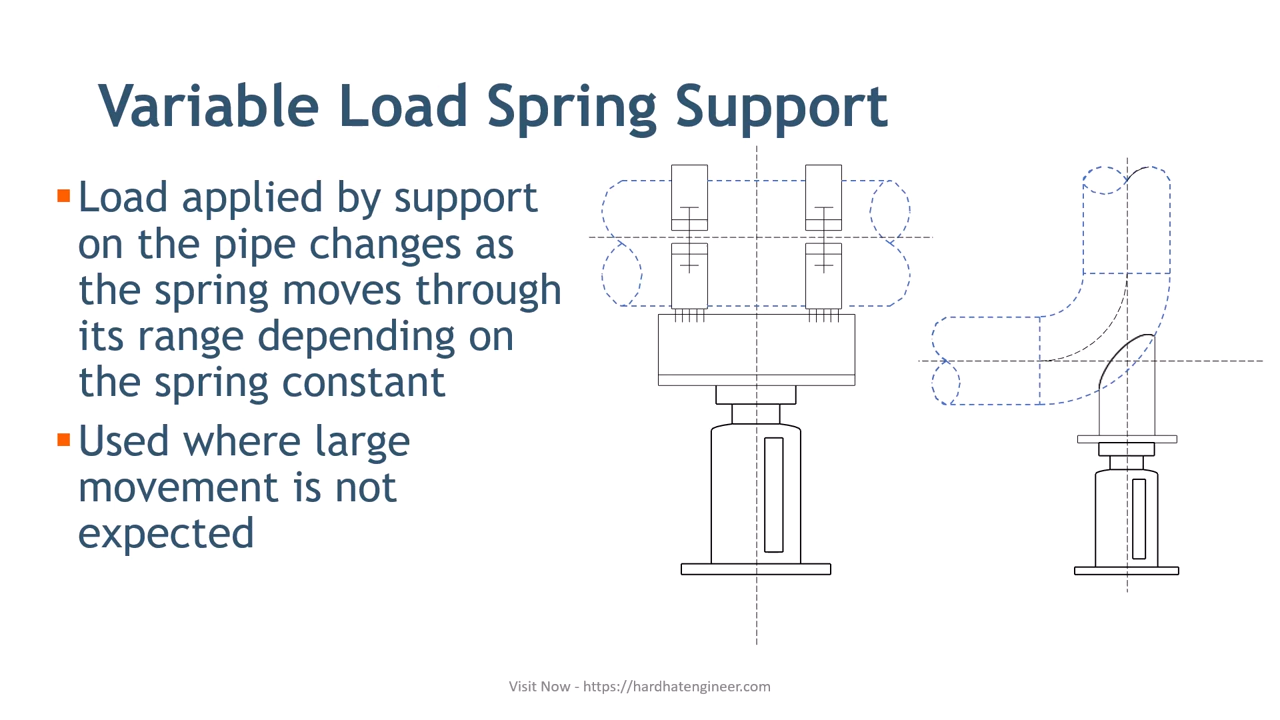 Variable Load Spring Support
Load applied by support
on the pipe changes as
the spring moves through
its range depending on
the spring constant
Used where large
movement is not
expected
Visit Now - https://hardhatengineer.com